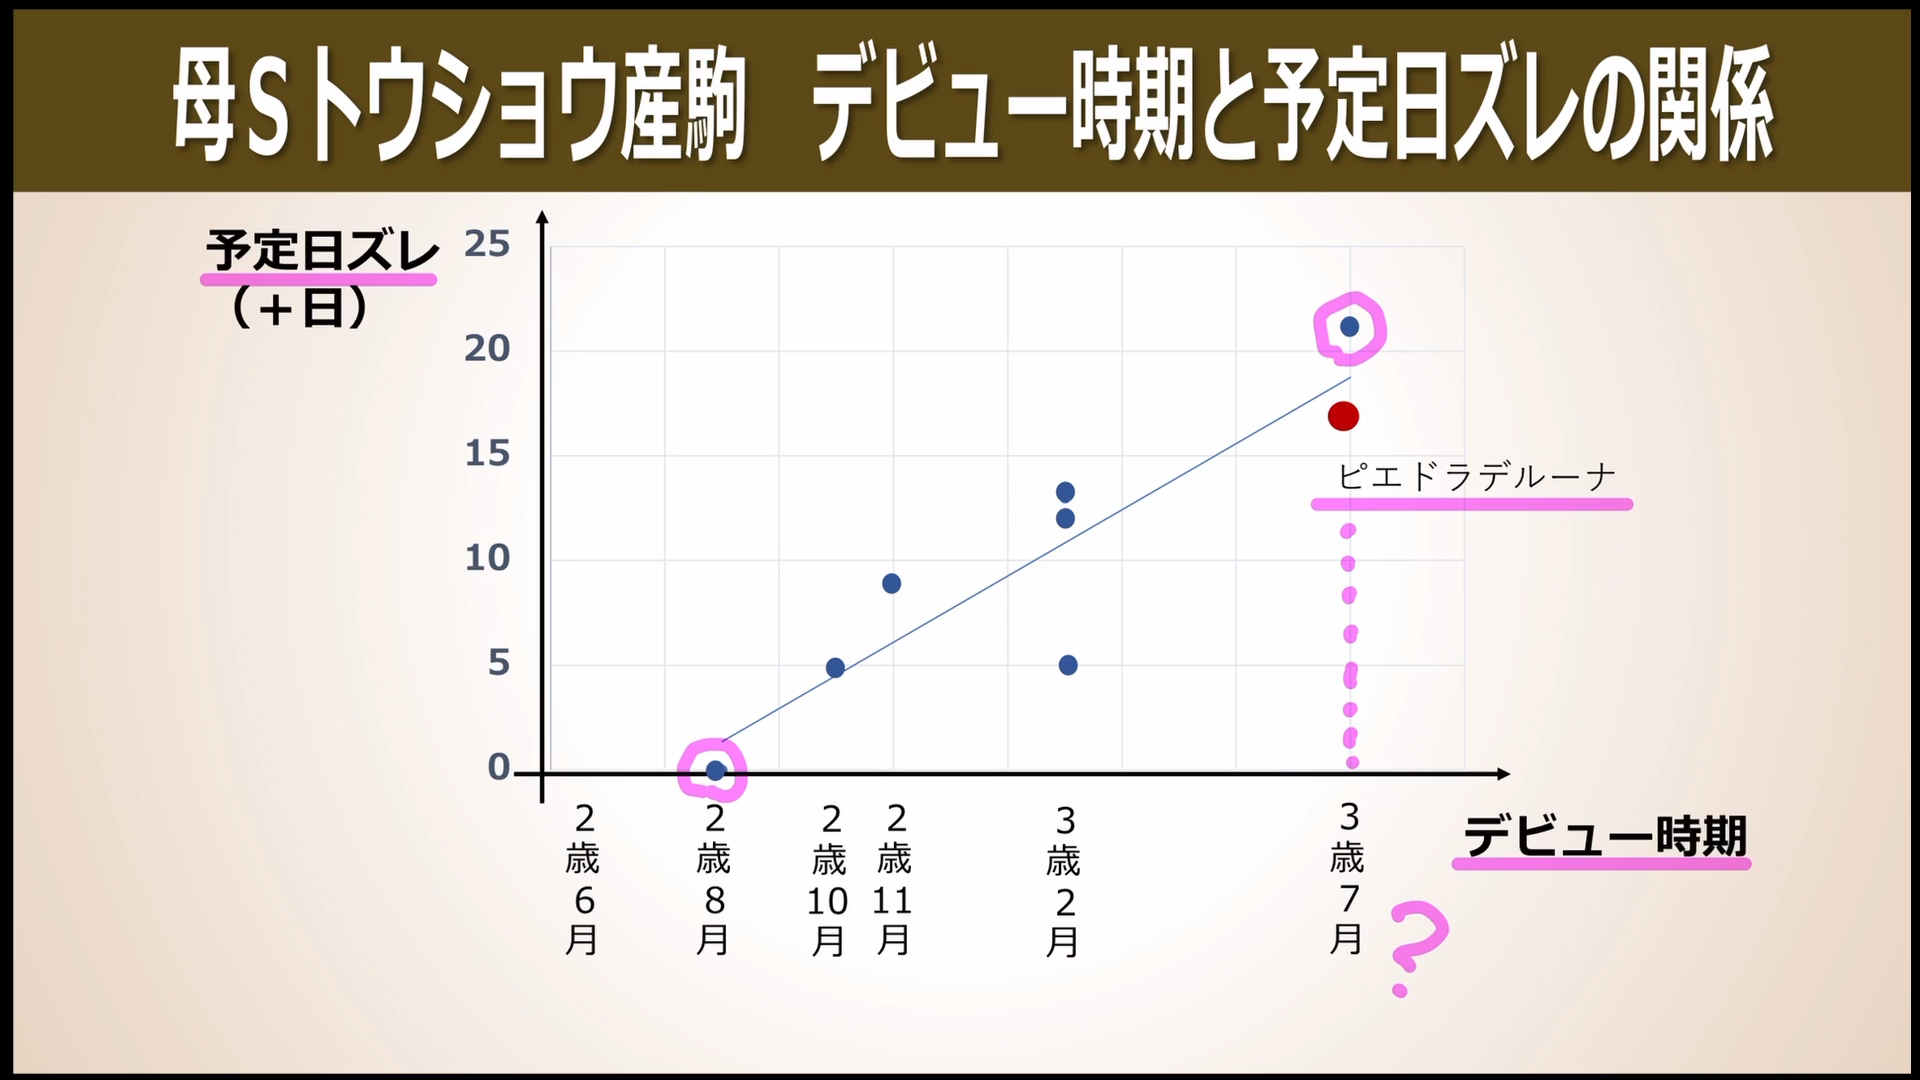 母Ｓトウショウ産駒　デビュー時期と予定日ズレの関係
予定日ズレ
（＋日）
25
20
15
10
5
0
ピエドラデルーナ
2歳6月
2歳8月
2歳10月
2歳11月
3歳2月
3歳7月
デビュー時期
?